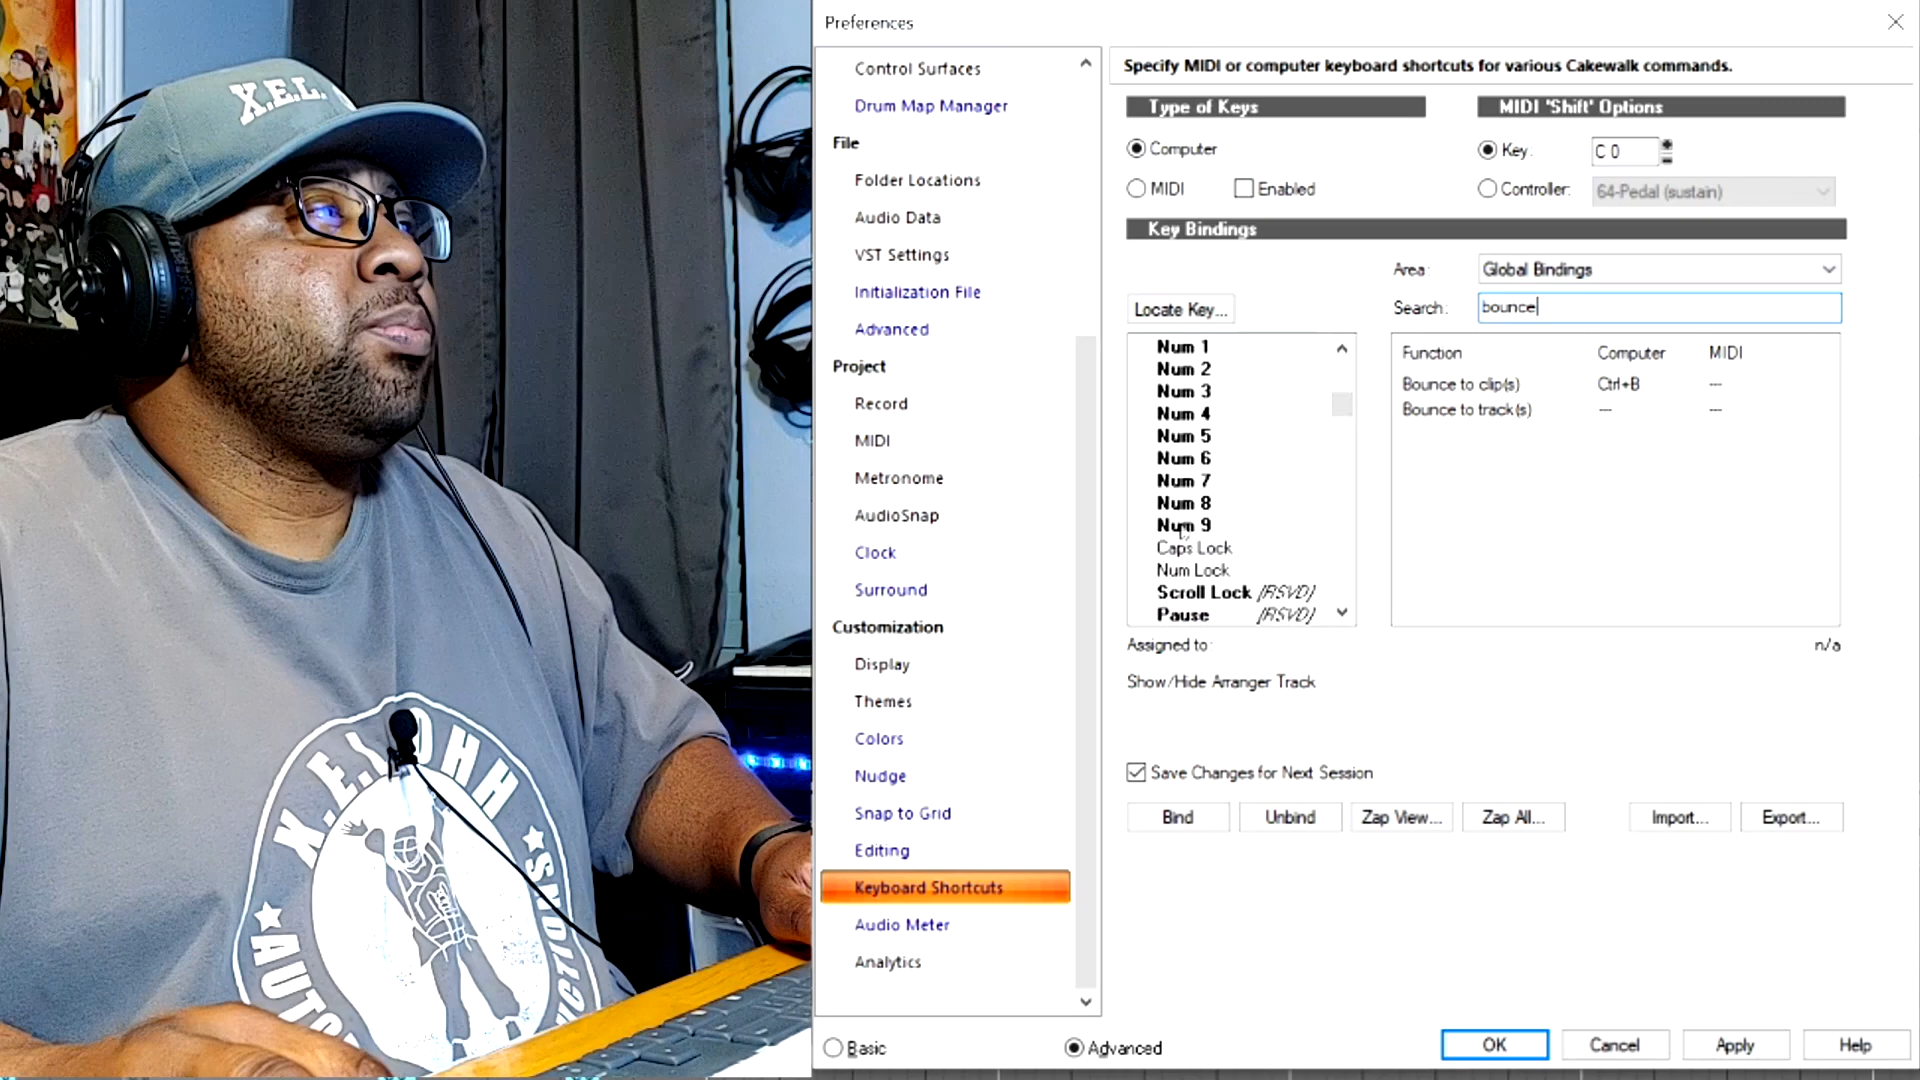 X.E.L.
X.E.L. OHH
Preferences
Control Surfaces
Drum Map Manager
File
Folder Locations
Audio Data
VST Settings
Initialization File
Advanced
Project
Record
MIDI
Metronome
AudioSnap
Clock
Surround
Customization
Display
Themes
Colors
Nudge
Snap to Grid
Editing
Keyboard Shortcuts
Audio Meter
Analytics
Basic
Advanced
Specify MIDI or computer keyboard shortcuts for various Cakewalk commands.
Type of Keys
Computer
MIDI
Enabled
MIDI 'Shift' Options
Key:
C 0
Controller:
64-Pedal (sustain)
Key Bindings
Area:
Global Bindings
Locate Key...
Search:
bounce
Num 1
Num 2
Num 3
Num 4
Num 5
Num 6
Num 7
Num 8
Num 9
Caps Lock
Num Lock
Scroll Lock (RSVD)
Pause (RSVD)
Function Computer MIDI
Bounce to clip(s) Ctrl+B ---
Bounce to track(s) --- ---
Assigned to:
n/a
Show/Hide Arranger Track
Save Changes for Next Session
Bind
Unbind
Zap View...
Zap All...
Import...
Export...
OK
Cancel
Apply
Help